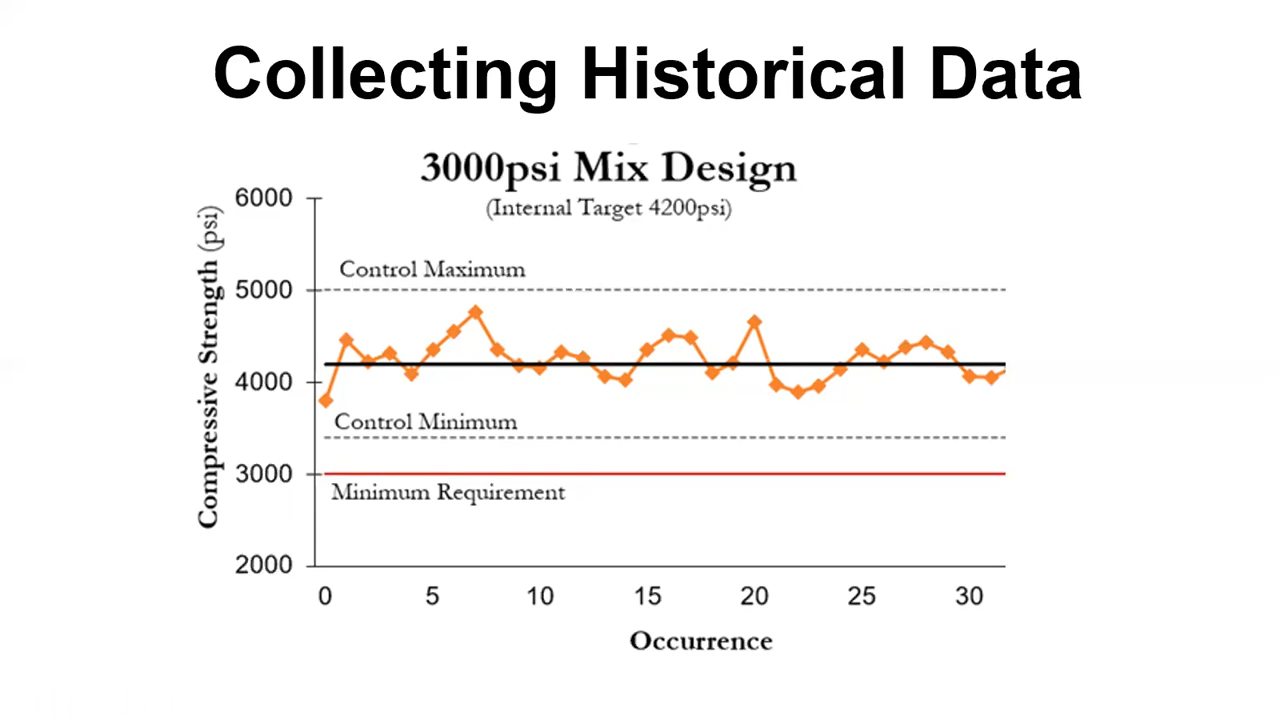 Collecting Historical Data
3000psi Mix Design
(Internal Target 4200psi)
Compressive Strength (psi)
6000
5000
4000
3000
2000
Control Maximum
Control Minimum
Minimum Requirement
0 5 10 15 20 25 30
Occurrence